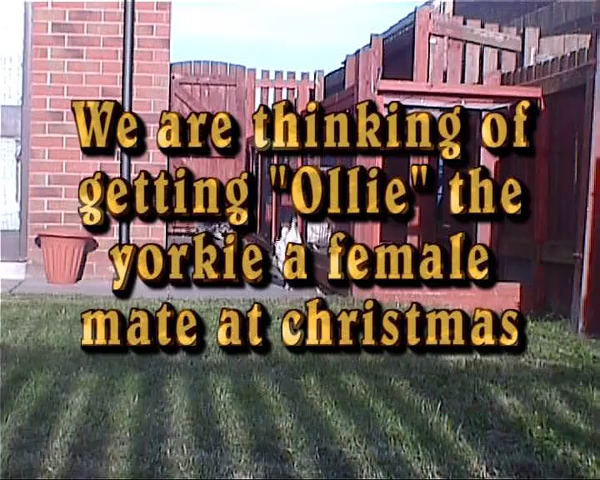 We are thinking of
getting "Ollie" the
yorkie a female
mate at christmas